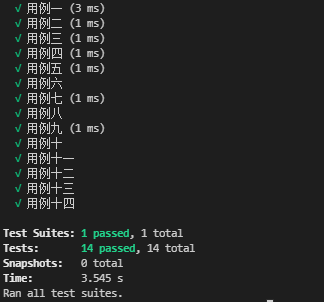 √ 用例一 (3 ms)
√ 用例二 (1 ms)
√ 用例三 (1 ms)
√ 用例四 (1 ms)
√ 用例五 (1 ms)
√ 用例六
√ 用例七 (1 ms)
√ 用例八
√ 用例九 (1 ms)
√ 用例十
√ 用例十一
√ 用例十二
√ 用例十三
√ 用例十四
Test Suites: 1 passed, 1 total
Tests: 14 passed, 14 total
Snapshots: 0 total
Time: 3.545 s
Ran all test suites.